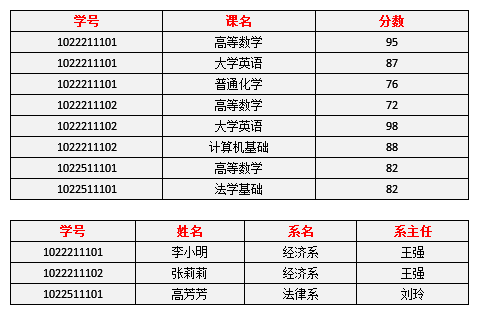 学号 课名 分数
1022211101 高等数学 95
1022211101 大学英语 87
1022211101 普通化学 76
1022211102 高等数学 72
1022211102 大学英语 98
1022211102 计算机基础 88
1022511101 高等数学 82
1022511101 法学基础 82
学号 姓名 系名 系主任
1022211101 李小明 经济系 王强
1022211102 张莉莉 经济系 王强
1022511101 高芳芳 法律系 刘玲